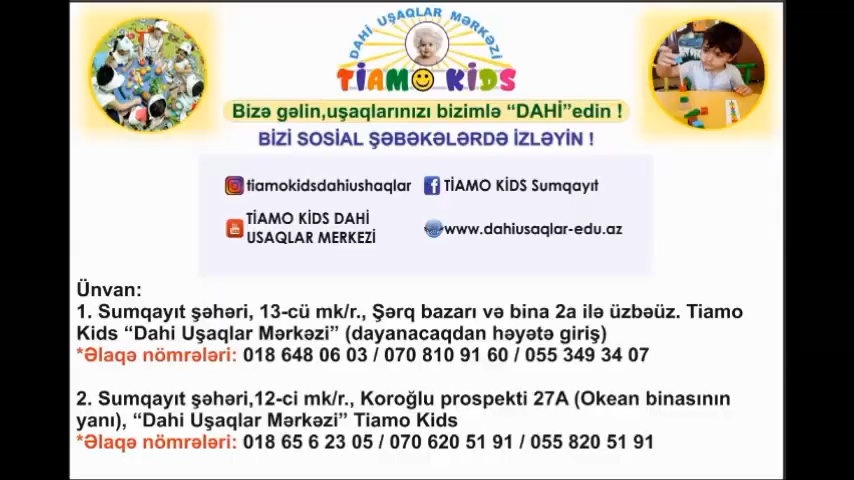 DAHİ UŞAQLAR MƏRKƏZİ
TİAMO KİDS
Bizə gəlin,uşaqlarınızı bizimlə “DAHİ”edin !
BİZİ SOSİAL ŞƏBƏKƏLƏRDƏ İZLƏYİN !
tiamokidsdahiushaqlar
TİAMO KİDS Sumqayıt
TİAMO KİDS DAHİ
USAQLAR MERKEZİ
www.dahiusaqlar-edu.az
Ünvan:
1. Sumqayıt şəhəri, 13-cü mk/r., Şərq bazarı və bina 2a ilə üzbəüz. Tiamo
Kids “Dahi Uşaqlar Mərkəzi” (dayanacaqdan həyətə giriş)
*Əlaqə nömrələri: 018 648 06 03 / 070 810 91 60 / 055 349 34 07
2. Sumqayıt şəhəri,12-ci mk/r., Koroğlu prospekti 27A (Okean binasının
yanı), “Dahi Uşaqlar Mərkəzi” Tiamo Kids
*Əlaqə nömrələri: 018 65 6 23 05 / 070 620 51 91 / 055 820 51 91